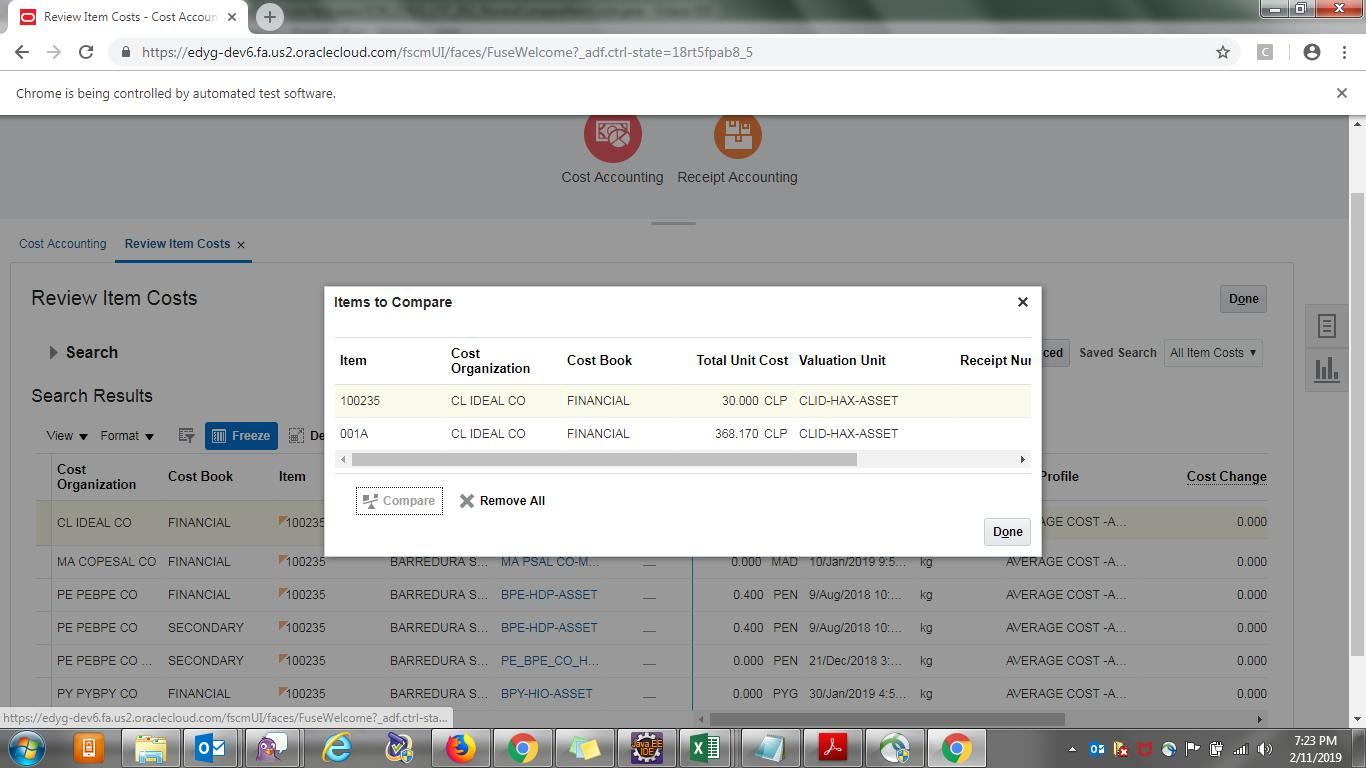 Review Item Costs - Cost Accoun
https://edyg-dev6.fa.us2.oraclecloud.com/fscmUI/faces/FuseWelcome?_adf.ctrl-state=18rt5fpab8_5
C
Chrome is being controlled by automated test software.
Cost Accounting
Receipt Accounting
Cost Accounting
Review Item Costs
Review Item Costs
Done
Search
ced
Saved Search
All Item Costs
Search Results
View
Format
Freeze
De
Cost Organization Cost Book Item Profile Cost Change
CL IDEAL CO FINANCIAL 100235 AGE COST -A... 0.000
MA COPESAL CO FINANCIAL 100235 BARREDURA S... MA PSAL CO-M... 0.000 MAD 10/Jan/2019 9:5... kg AVERAGE COST -A... 0.000
PE PEBPE CO FINANCIAL 100235 BARREDURA S... BPE-HDP-ASSET 0.400 PEN 9/Aug/2018 10:... kg AVERAGE COST -A... 0.000
PE PEBPE CO SECONDARY 100235 BARREDURA S... BPE-HDP-ASSET 0.400 PEN 9/Aug/2018 10:... kg AVERAGE COST -A... 0.000
PE PEBPE CO ... SECONDARY 100235 BARREDURA S... PE_BPE_CO_H... 0.000 PEN 21/Dec/2018 3:... kg AVERAGE COST -A... 0.000
PY PYBPY CO FINANCIAL 100235 BARREDURA S... BPY-HIO-ASSET 0.000 PYG 30/Jan/2019 4:5... kg AVERAGE COST -A... 0.000
Items to Compare
Item Cost Organization Cost Book Total Unit Cost Valuation Unit Receipt Nur
100235 CL IDEAL CO FINANCIAL 30.000 CLP CLID-HAX-ASSET
001A CL IDEAL CO FINANCIAL 368.170 CLP CLID-HAX-ASSET
Compare
Remove All
Done
https://edyg-dev6.fa.us2.oraclecloud.com/fscmUI/faces/FuseWelcome?_adf.ctrl-sta...
Java EE
IDE
7:23 PM
2/11/2019